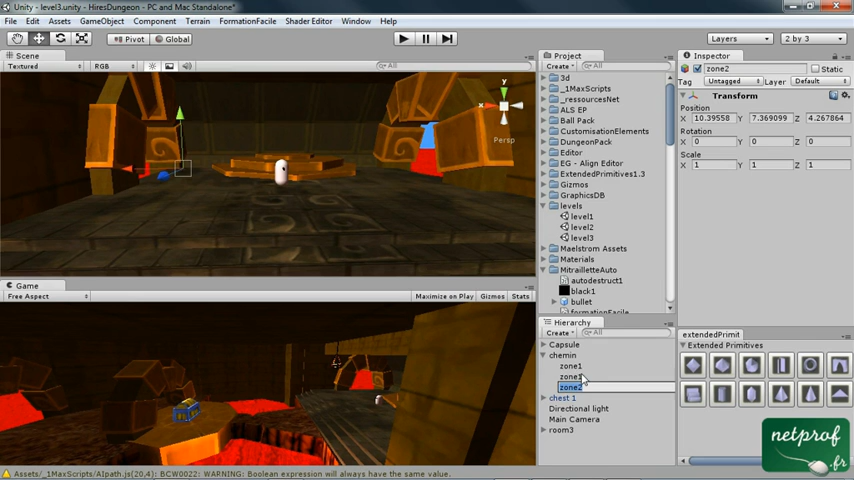 Unity - level3.unity - HiresDungeon - PC and Mac Standalone*
File Edit Assets GameObject Component Terrain FormationFacile Shader Editor Window Help
Pivot Global Layers 2 by 3
Scene
Textured RGB All
y
x
Persp
Game
Free Aspect Maximize on Play Gizmos Stats
Project
Create All
3d
_1MaxScripts
_ressourcesNet
ALS EP
Ball Pack
CustomisationElements
DungeonPack
Editor
EG - Align Editor
ExtendedPrimitives1.3
Gizmos
GraphicsDB
levels
level1
level2
level3
Maelstrom Assets
Materials
MitrailletteAuto
autodestruct1
black1
bullet
formationFacile
Hierarchy
Create All
Capsule
chemin
zone1
zone1
zone2
chest 1
Directional light
Main Camera
room3
Inspector
zone2 Static
Tag Untagged Layer Default
Transform
Position
X 10.39558 Y 7.369099 Z 4.267864
Rotation
X 0 Y 0 Z 0
Scale
X 1 Y 1 Z 1
extendedPrimit
Extended Primitives
netprof
.fr
Assets/_1MaxScripts/AIpath.js(20,4): BCW0022: WARNING: Boolean expression will always have the same value.